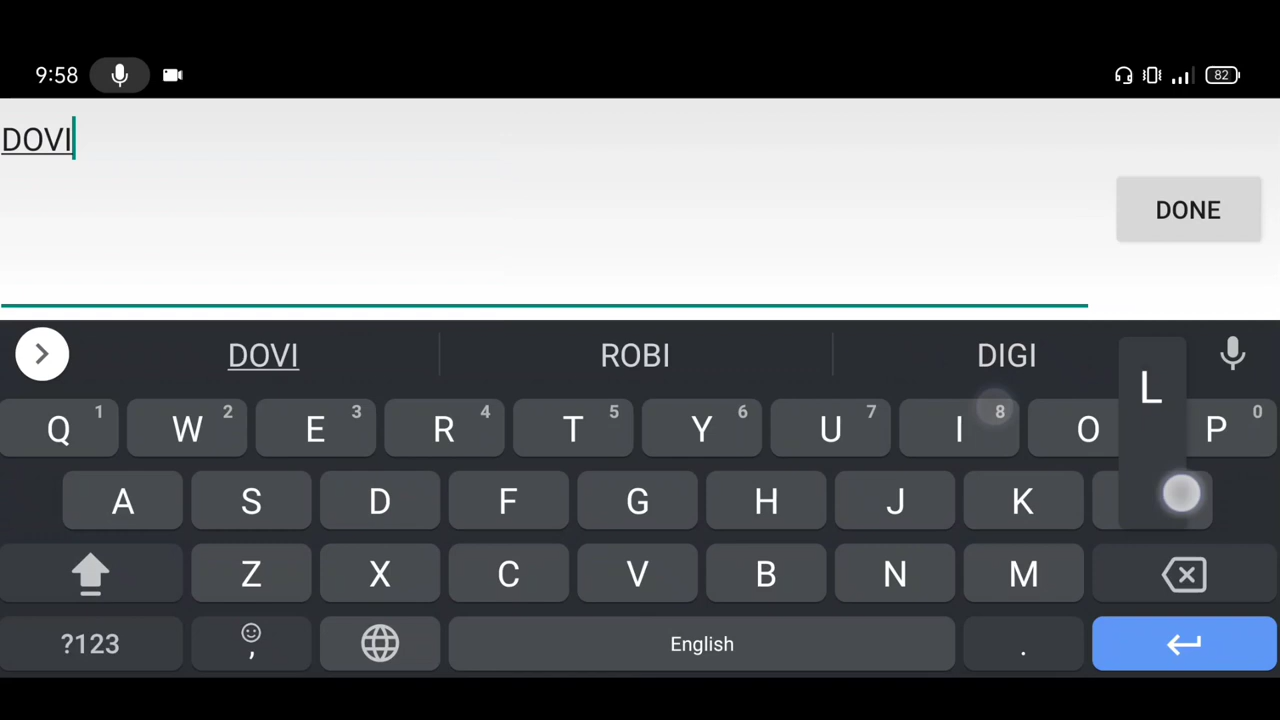 9:58 82
DOVI
DONE
DOVI ROBI DIGI
L
Q 1 W 2 E 3 R 4 T 5 Y 6 U 7 I 8 O P 0
A S D F G H J K
Z X C V B N M
?123 , English .